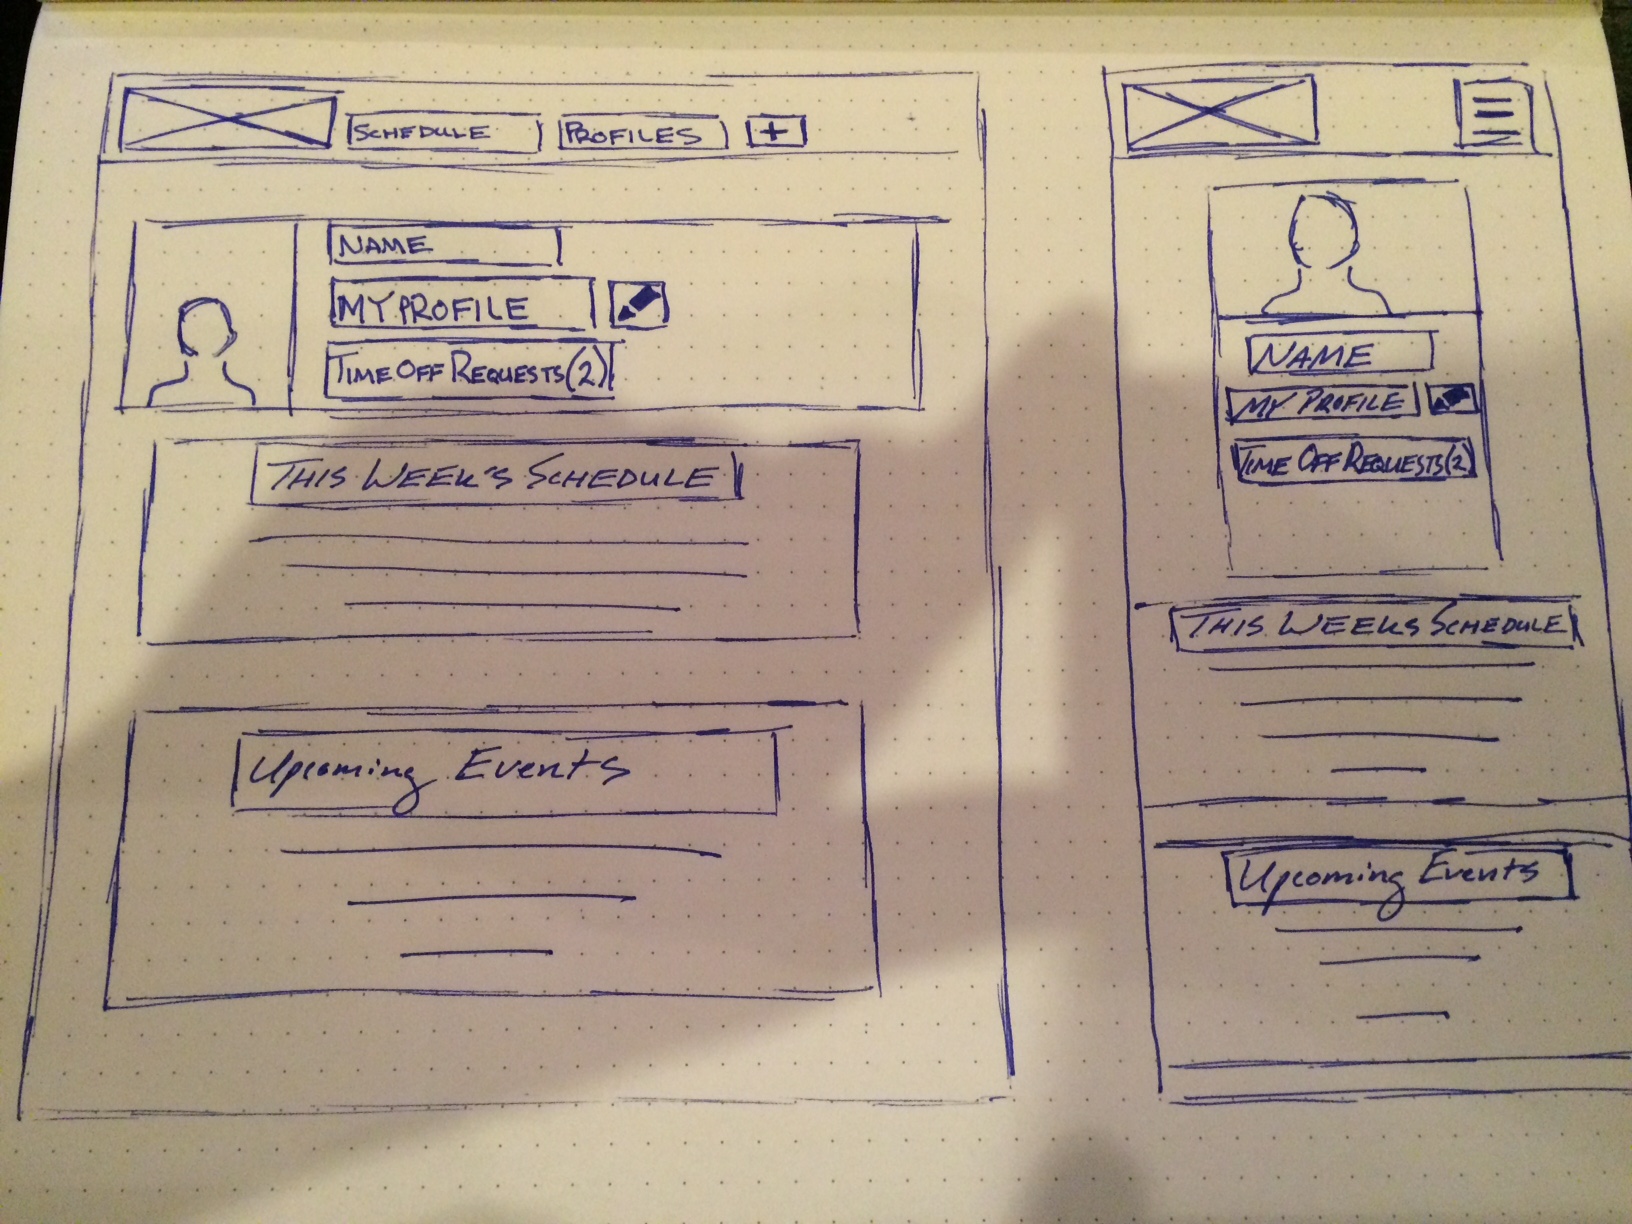 SCHEDULE PROFILES +
NAME
MY PROFILE
TIME OFF REQUESTS (2)
THIS WEEK'S SCHEDULE
Upcoming Events
NAME
MY PROFILE
TIME OFF REQUESTS (2)
THIS WEEKS SCHEDULE
Upcoming Events